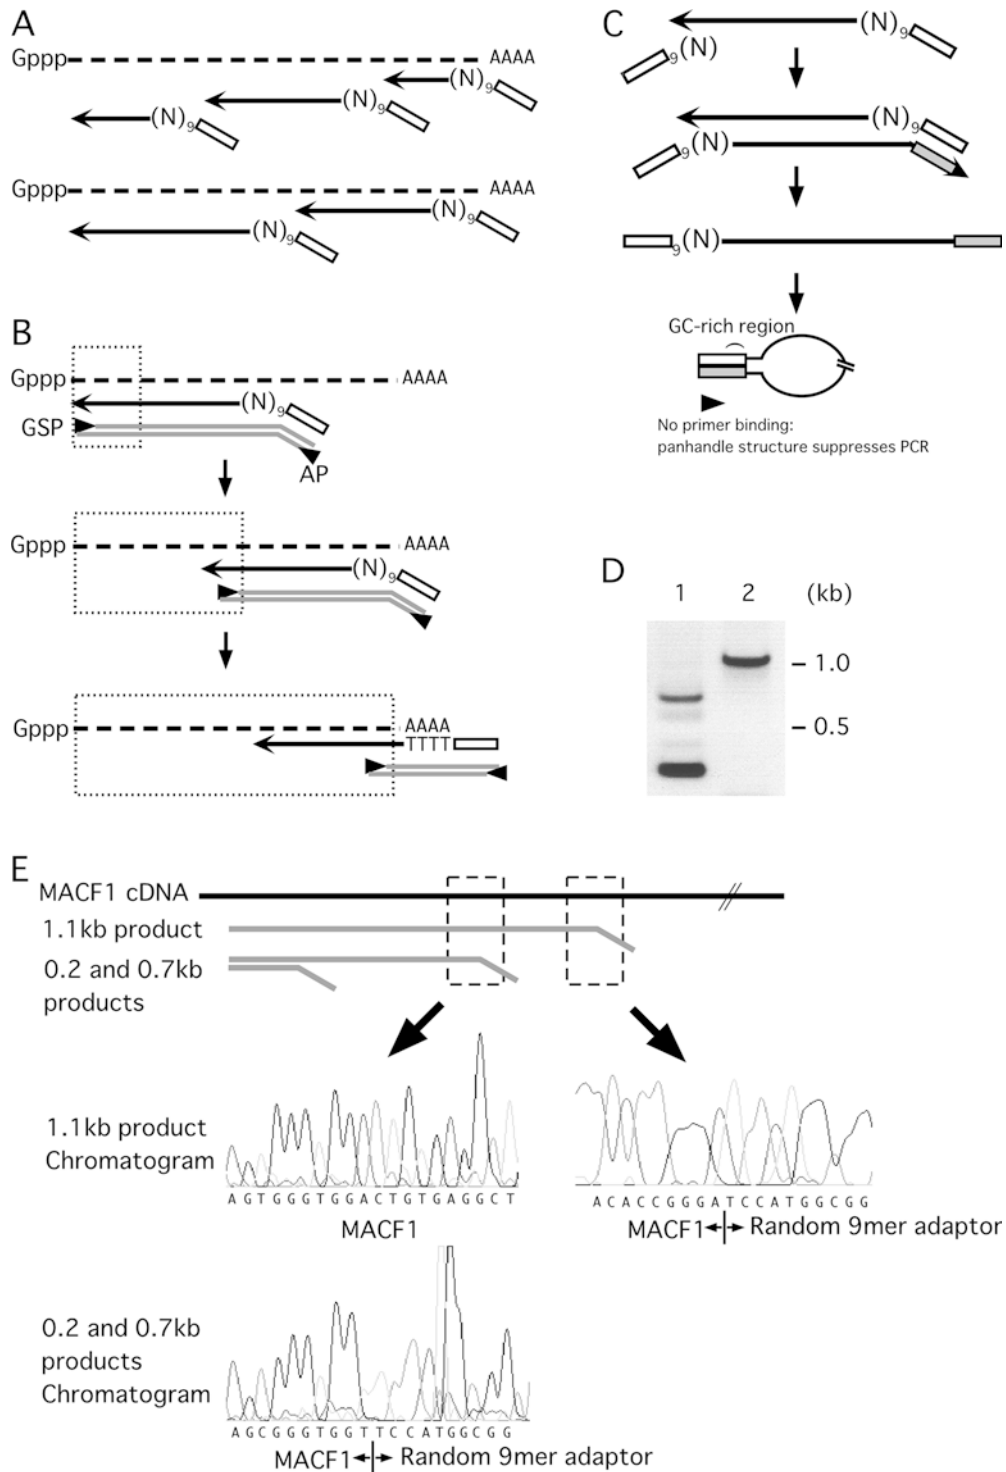 A
Gppp AAAA
(N)9
(N)9
(N)9
Gppp AAAA
(N)9
(N)9
B
Gppp AAAA
(N)9
GSP
AP
Gppp AAAA
(N)9
Gppp AAAA
TTTT
C
(N)9
9(N)
(N)9
9(N)
9(N)
GC-rich region
No primer binding:
panhandle structure suppresses PCR
D
1 2 (kb)
1.0
0.5
E
MACF1 cDNA
1.1kb product
0.2 and 0.7kb
products
1.1kb product
Chromatogram
AGTGGGTGGACTGTGAGGCT
MACF1
ACACCGGGATCCATGGCGG
MACF1 Random 9mer adaptor
0.2 and 0.7kb
products
Chromatogram
AGCGGGTGGTTCCATGGCGG
MACF1 Random 9mer adaptor